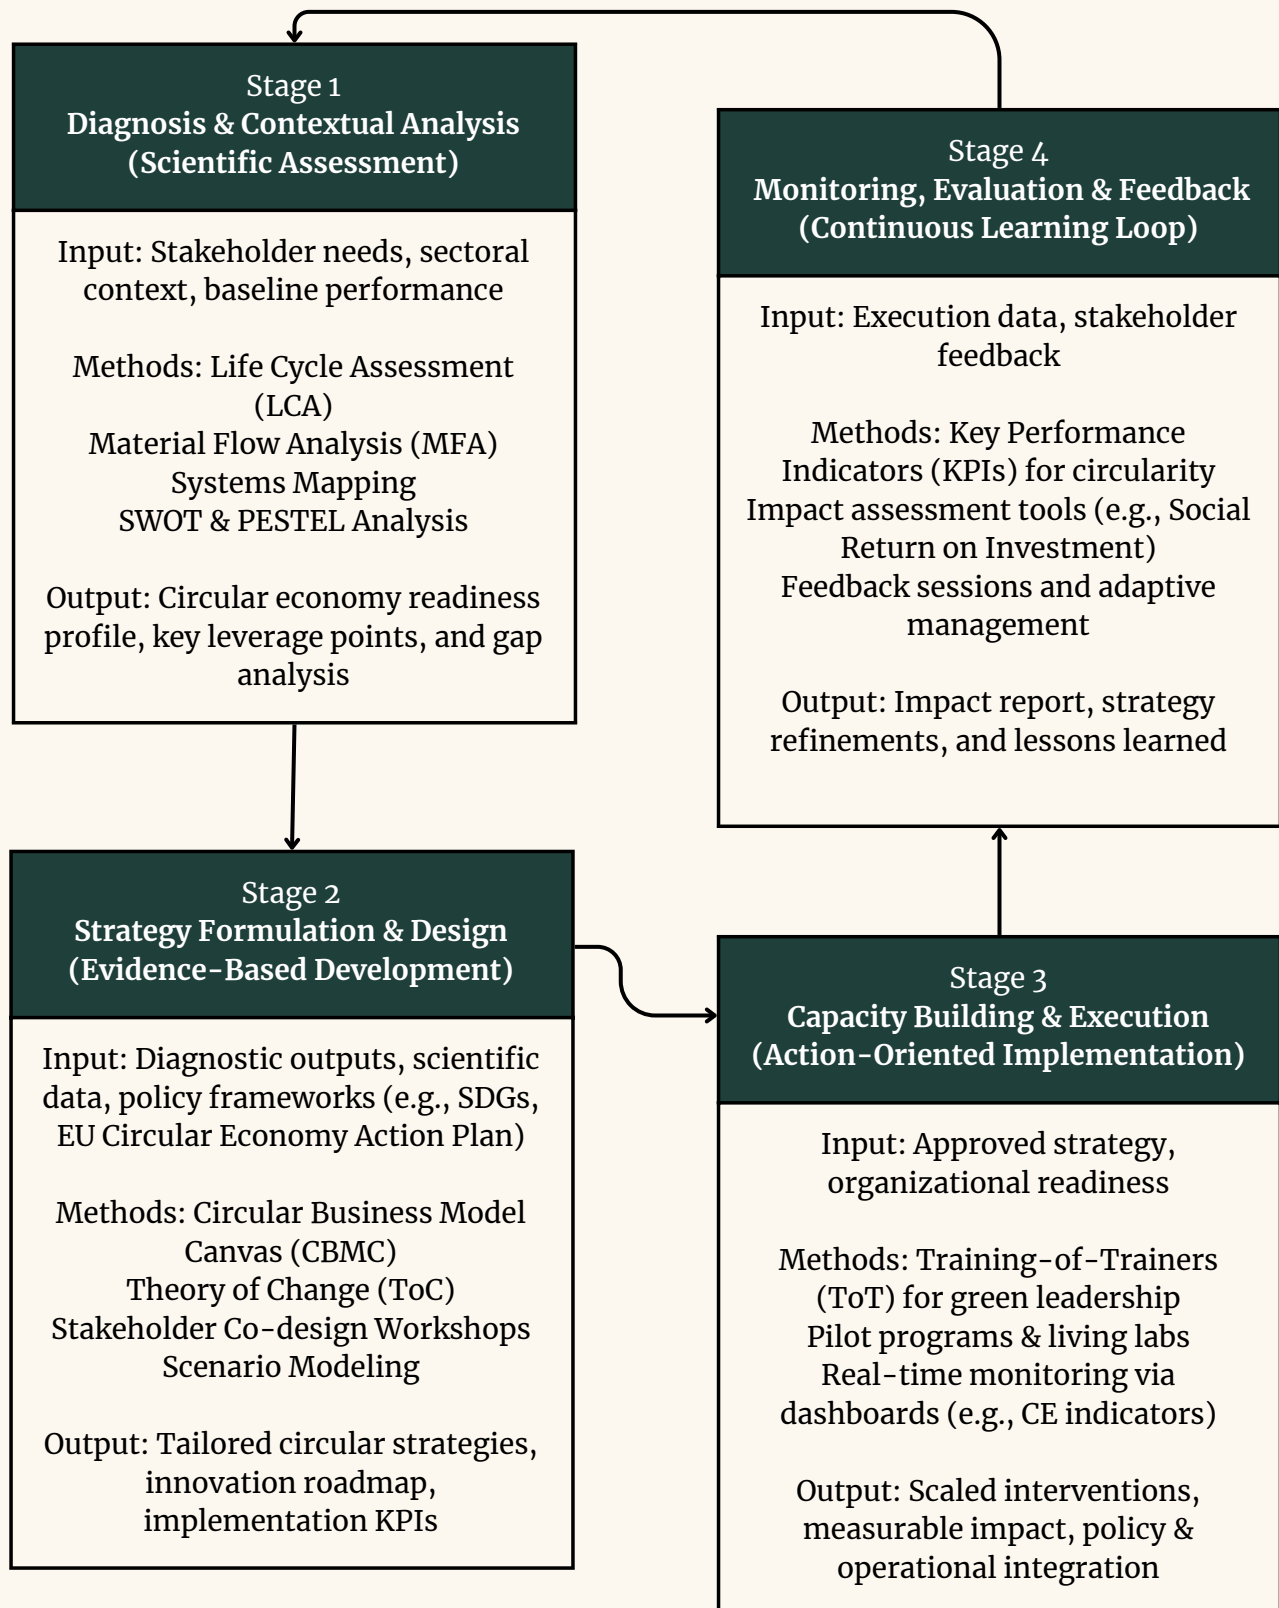 Stage 1
Diagnosis & Contextual Analysis
(Scientific Assessment)
Input: Stakeholder needs, sectoral
context, baseline performance
Methods: Life Cycle Assessment
(LCA)
Material Flow Analysis (MFA)
Systems Mapping
SWOT & PESTEL Analysis
Output: Circular economy readiness
profile, key leverage points, and gap
analysis
Stage 2
Strategy Formulation & Design
(Evidence-Based Development)
Input: Diagnostic outputs, scientific
data, policy frameworks (e.g., SDGs,
EU Circular Economy Action Plan)
Methods: Circular Business Model
Canvas (CBMC)
Theory of Change (ToC)
Stakeholder Co-design Workshops
Scenario Modeling
Output: Tailored circular strategies,
innovation roadmap,
implementation KPIs
Stage 3
Capacity Building & Execution
(Action-Oriented Implementation)
Input: Approved strategy,
organizational readiness
Methods: Training-of-Trainers
(ToT) for green leadership
Pilot programs & living labs
Real-time monitoring via
dashboards (e.g., CE indicators)
Output: Scaled interventions,
measurable impact, policy &
operational integration
Stage 4
Monitoring, Evaluation & Feedback
(Continuous Learning Loop)
Input: Execution data, stakeholder
feedback
Methods: Key Performance
Indicators (KPIs) for circularity
Impact assessment tools (e.g., Social
Return on Investment)
Feedback sessions and adaptive
management
Output: Impact report, strategy
refinements, and lessons learned